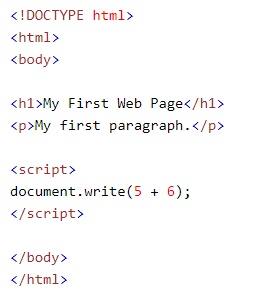 <!DOCTYPE html>
<html>
<body>
<h1>My First Web Page</h1>
<p>My first paragraph.</p>
<script>
document.write(5 + 6);
</script>
</body>
</html>